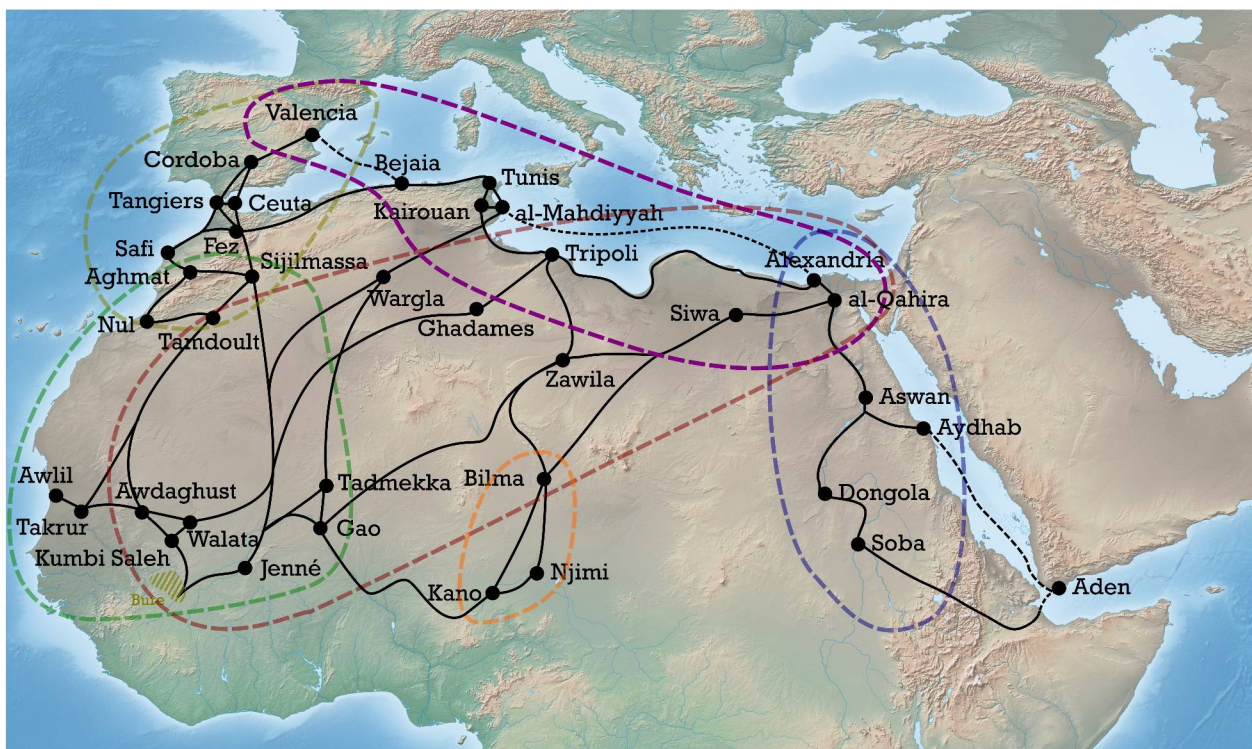 Valencia
Cordoba
Bejaia
Tunis
Tangiers
Ceuta
Kairouan
al-Mahdiyyah
Fez
Safi
Tripoli
Aghmat
Sijilmassa
Alexandria
Wargla
al-Qahira
Nul
Tamdoult
Ghadames
Siwa
Zawila
Aswan
Aydhab
Awlil
Awdaghust
Tadmekka
Bilma
Dongola
Takrur
Walata
Gao
Kumbi Saleh
Soba
Jenné
Njimi
Bure
Kano
Aden